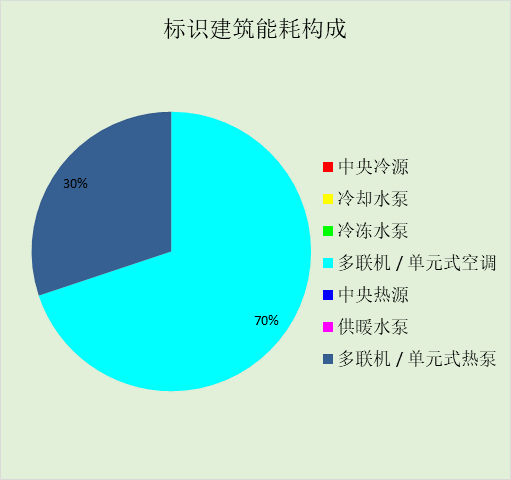 标识建筑能耗构成
30%
70%
中央冷源
冷却水泵
冷冻水泵
多联机 / 单元式空调
中央热源
供暖水泵
多联机 / 单元式热泵